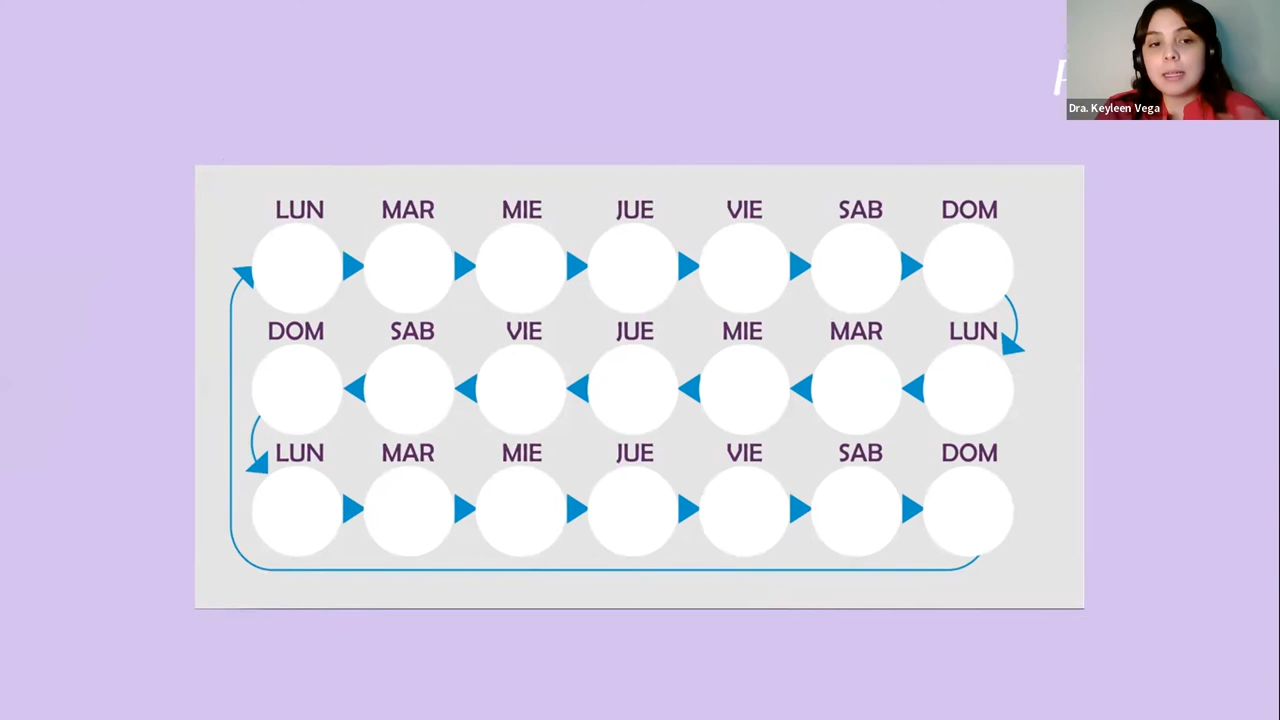 Dra. Keyleen Vega
LUN MAR MIE JUE VIE SAB DOM
DOM SAB VIE JUE MIE MAR LUN
LUN MAR MIE JUE VIE SAB DOM